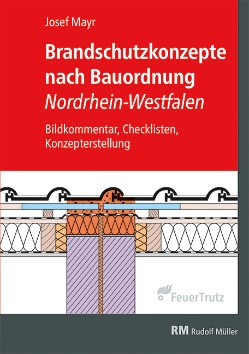 Josef Mayr
Brandschutzkonzepte
nach Bauordnung
Nordrhein-Westfalen
Bildkommentar, Checklisten,
Konzepterstellung
FeuerTrutz
RM Rudolf Müller